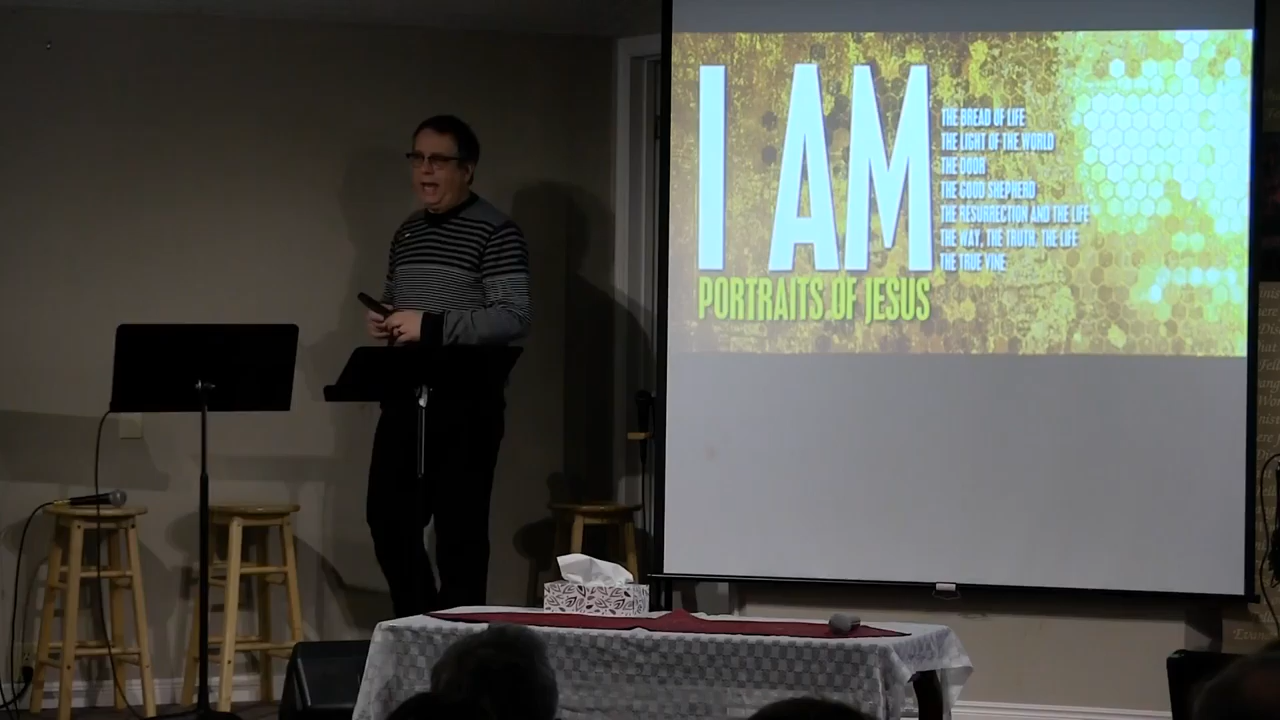 I AM
THE BREAD OF LIFE
THE LIGHT OF THE WORLD
THE DOOR
THE GOOD SHEPHERD
THE RESURRECTION AND THE LIFE
THE WAY, THE TRUTH, THE LIFE
THE TRUE VINE
PORTRAITS OF JESUS